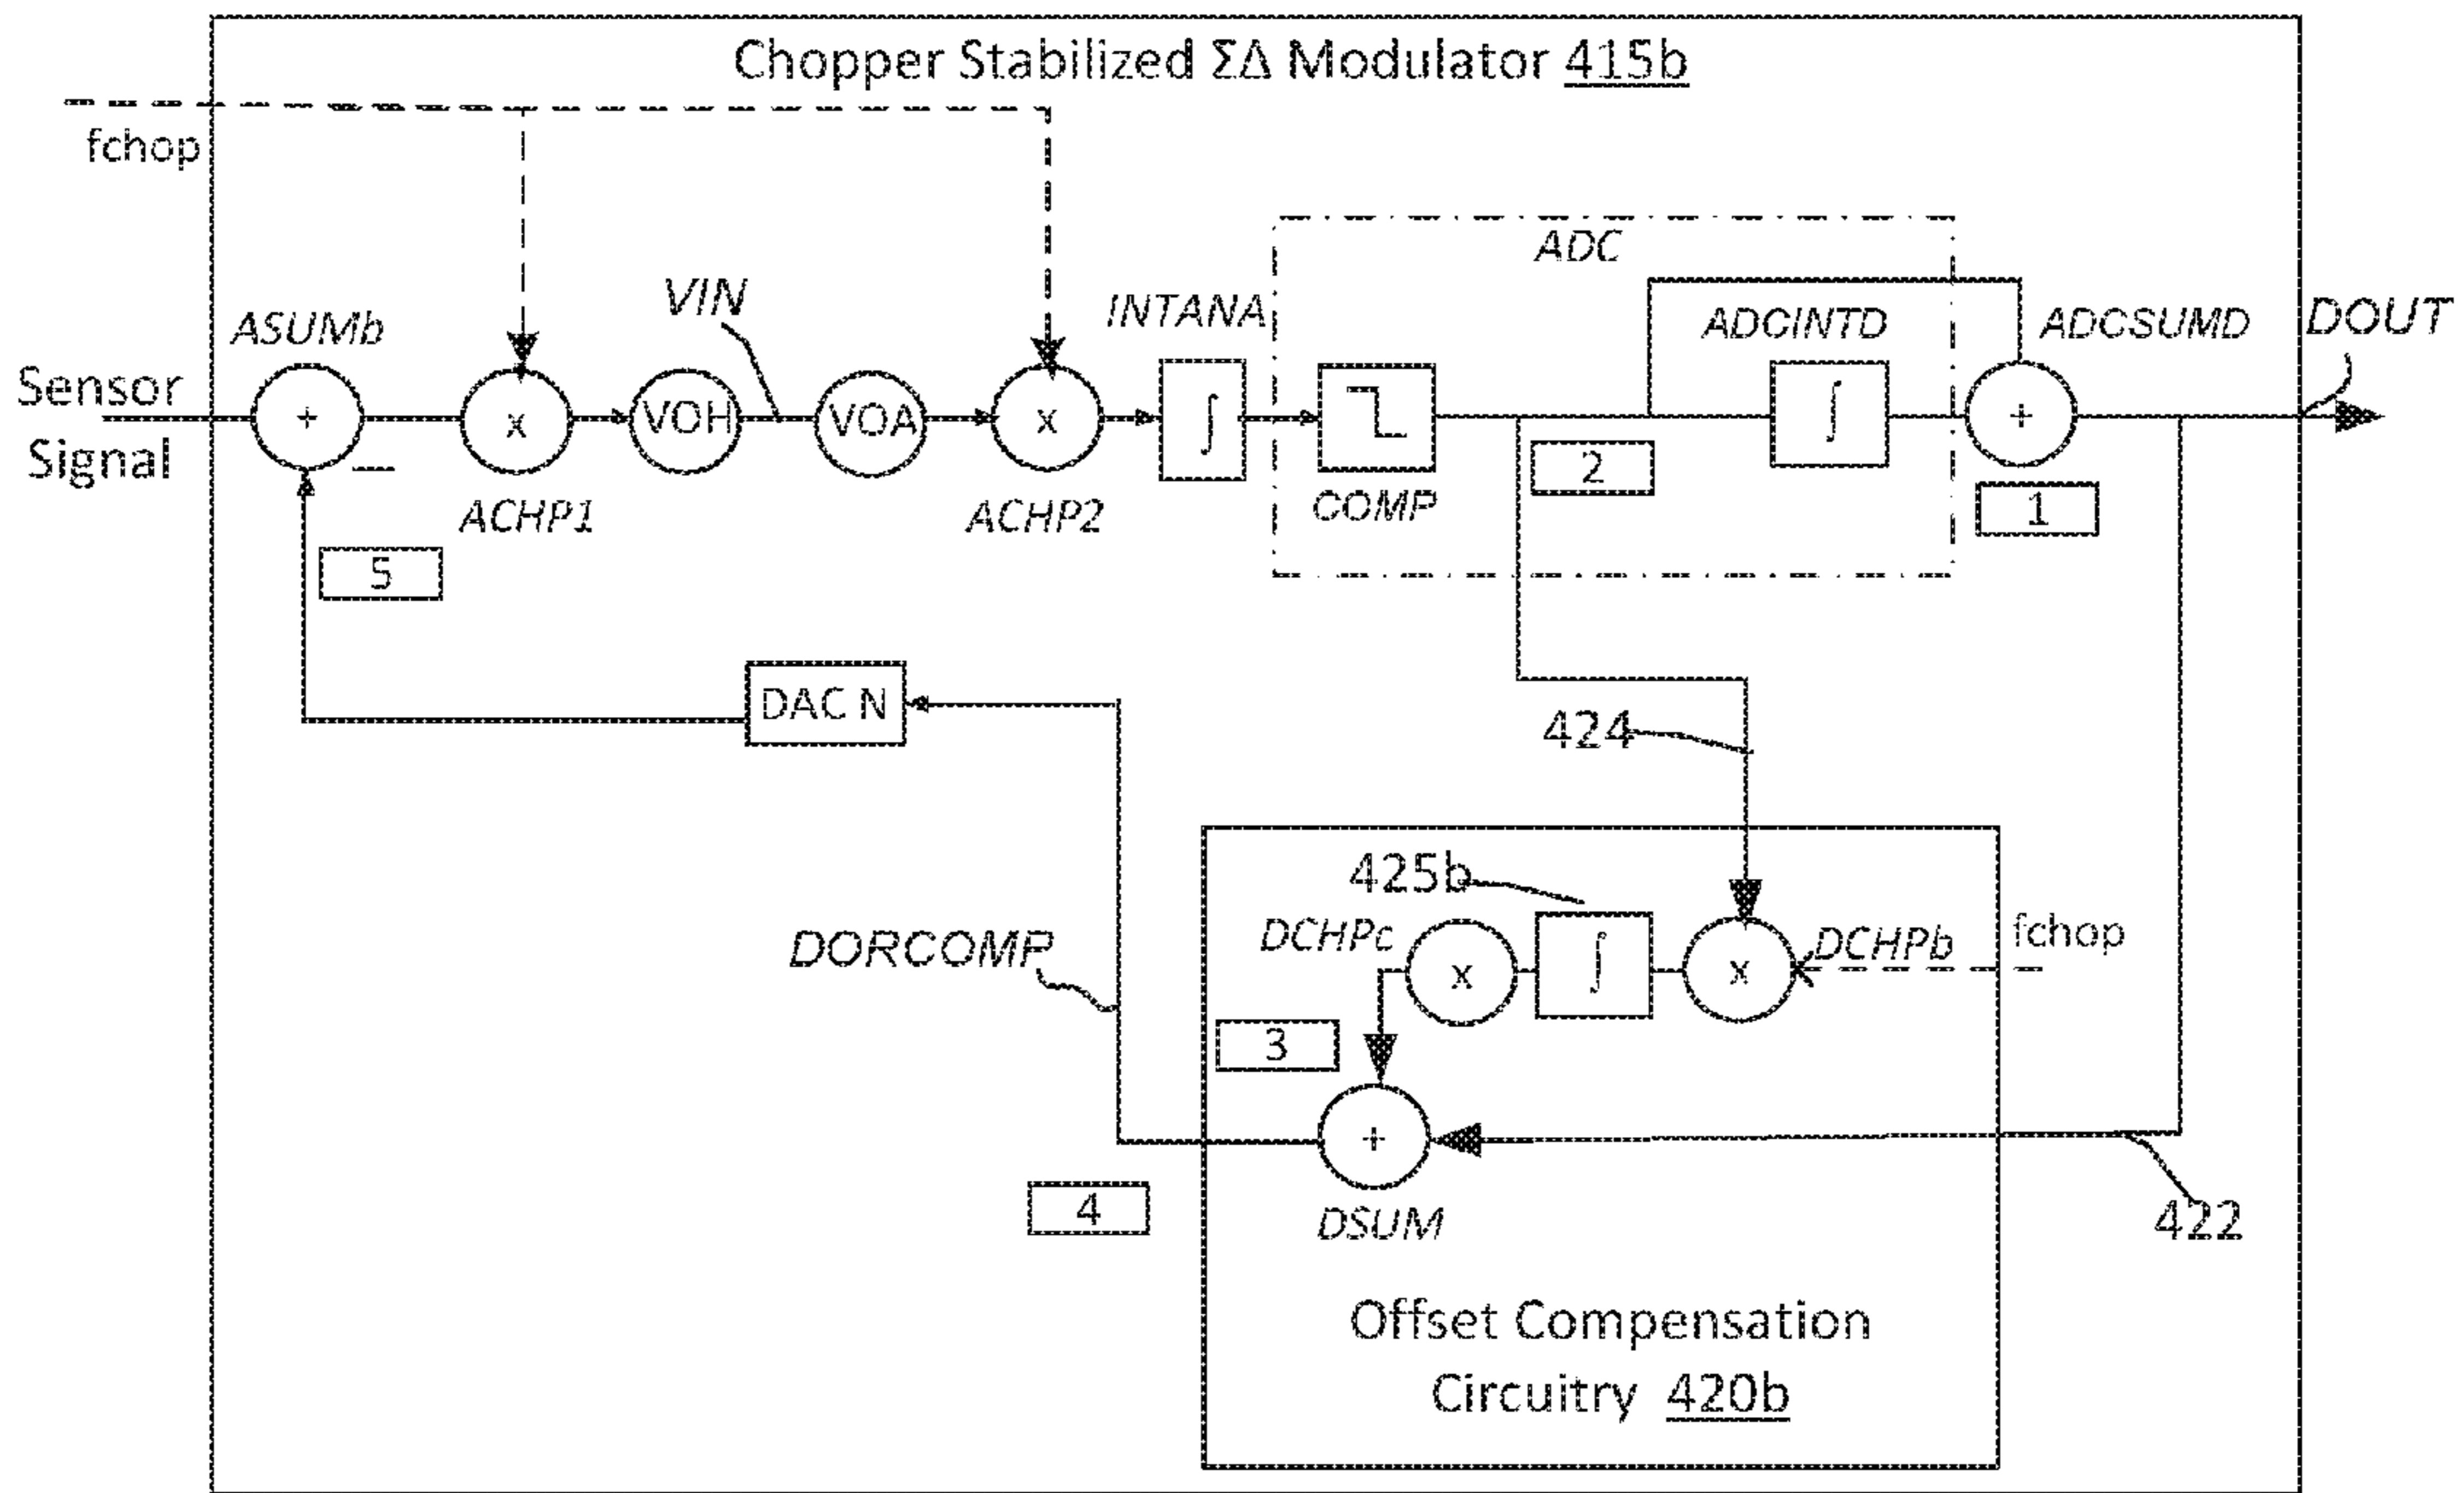 Chopper Stabilized ΣΔ Modulator 415b
fchop
ADC
VIN
INTANA
ASUMb
ADCINTD
ADCSUMD
DOUT
Sensor
Signal
+
x
VOH
VOA
x
∫
∫
+
2
1
ACHP1
ACHP2
COMP
5
DAC N
424
425b
DCHPc
DCHPb
fchop
DORCOMP
x
∫
x
3
+
4
DSUM
422
Offset Compensation
Circuitry 420b